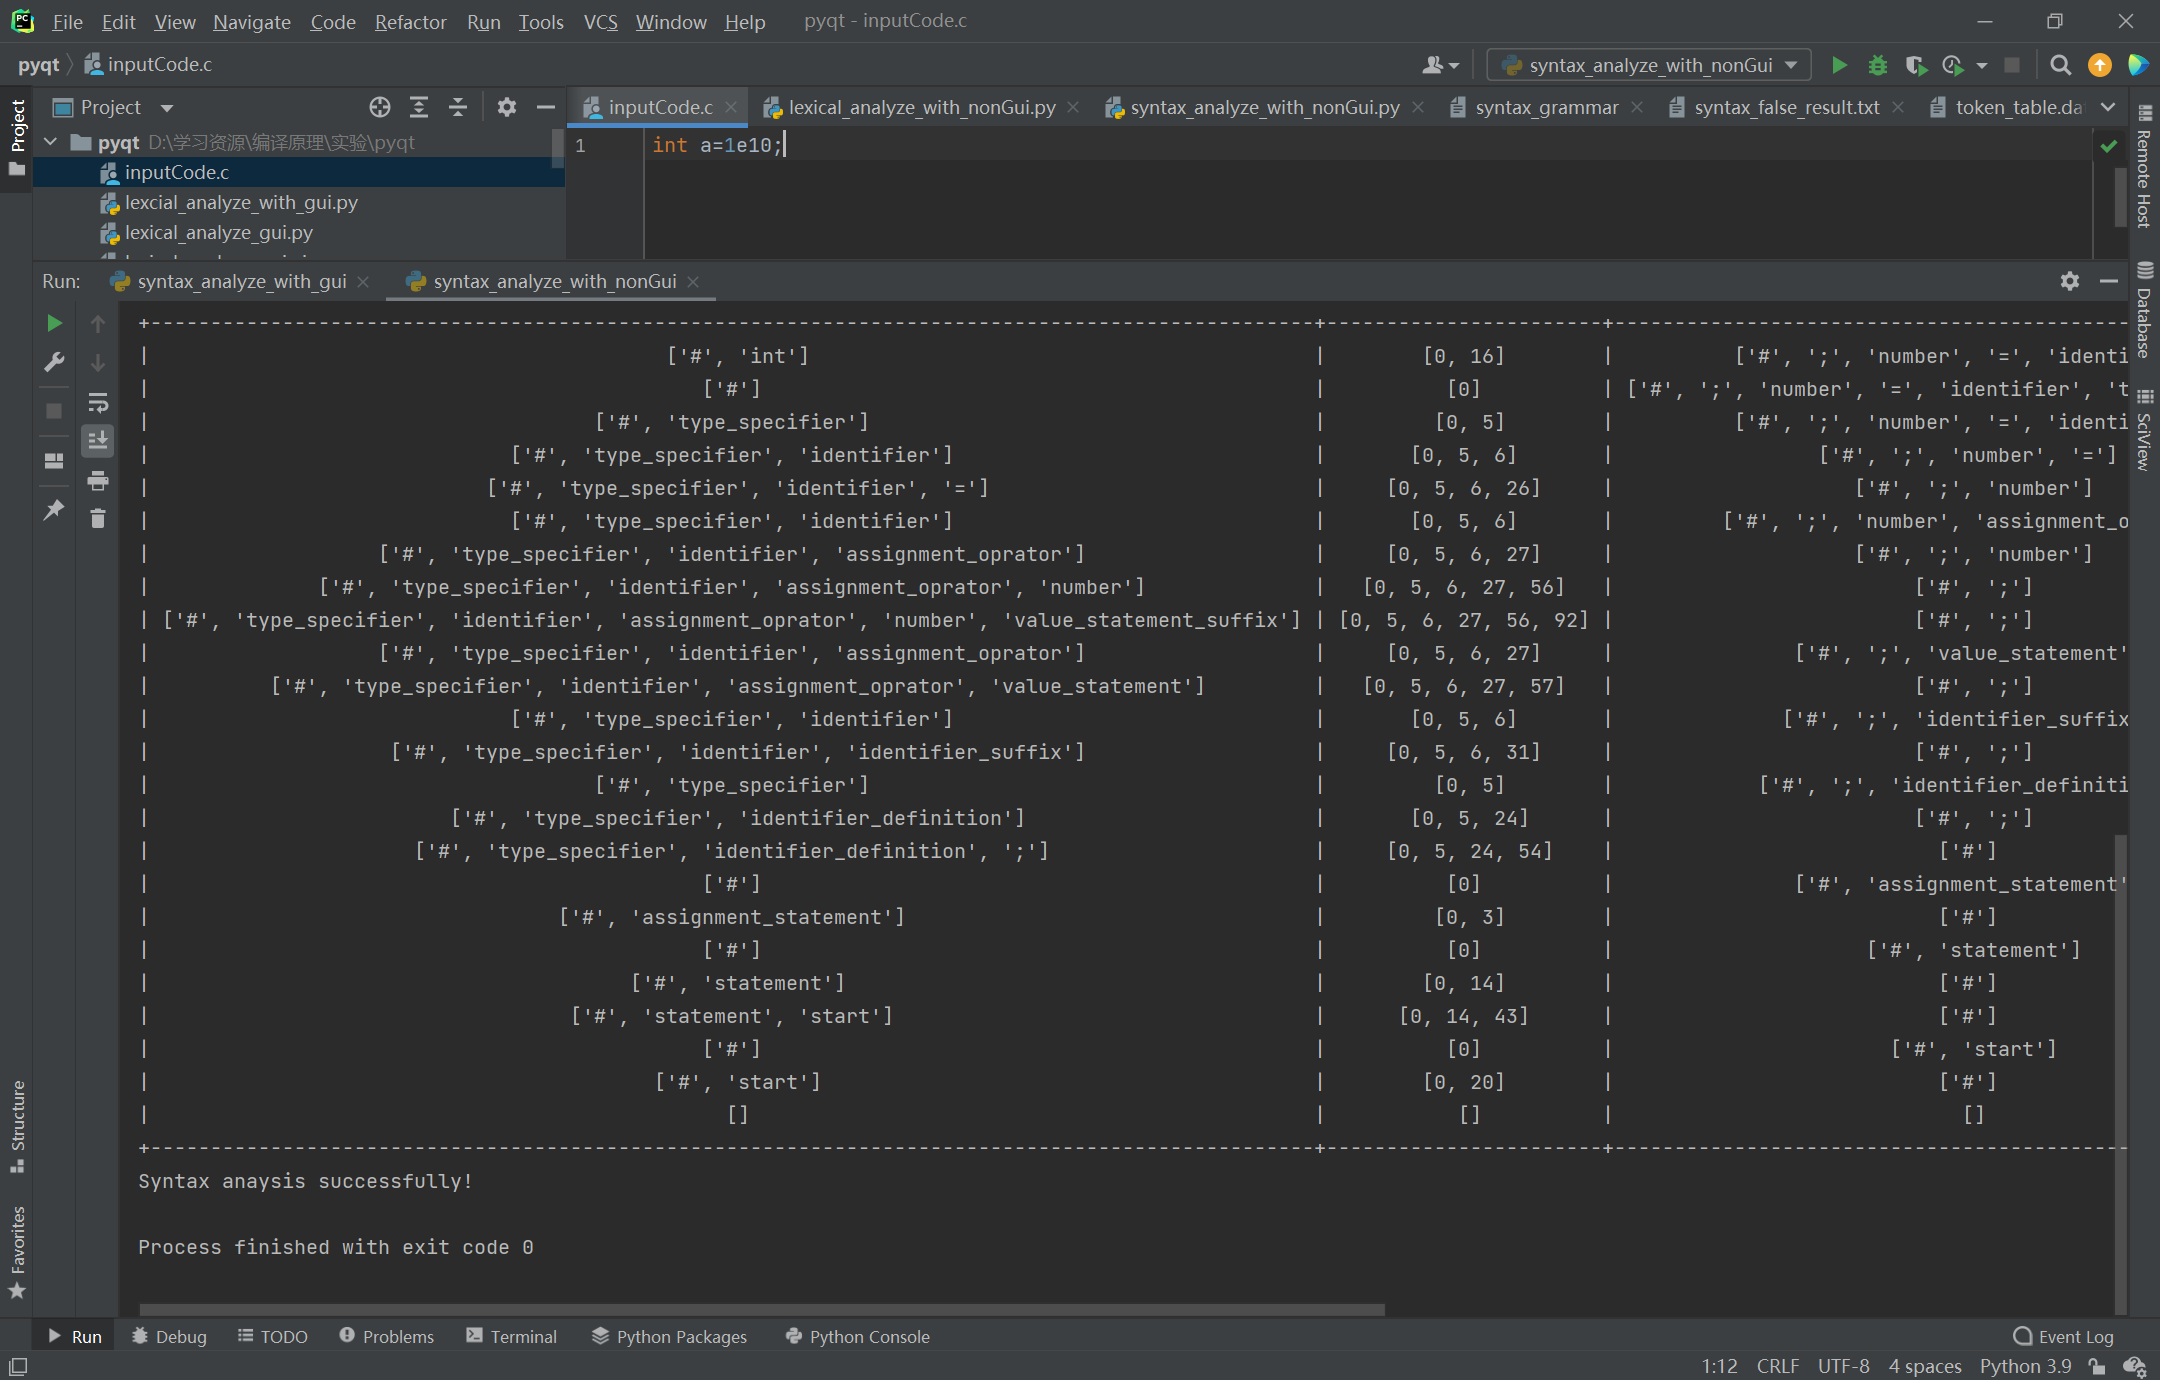 File Edit View Navigate Code Refactor Run Tools VCS Window Help pyqt - inputCode.c
pyqt inputCode.c syntax_analyze_with_nonGui
Project
Project
inputCode.c lexical_analyze_with_nonGui.py syntax_analyze_with_nonGui.py syntax_grammar syntax_false_result.txt token_table.da
pyqt D:\学习资源\编译原理\实验\pyqt
inputCode.c
lexcial_analyze_with_gui.py
lexical_analyze_gui.py
1 int a=1e10;
Remote Host
Database
SciView
Run: syntax_analyze_with_gui syntax_analyze_with_nonGui
+-------------------------------------------------------------------------------------------------+-----------------------+-------------------------------------------
| ['#', 'int'] | [0, 16] | ['#', ';', 'number', '=', 'identi
| ['#'] | [0] | ['#', ';', 'number', '=', 'identifier', 't
| ['#', 'type_specifier'] | [0, 5] | ['#', ';', 'number', '=', 'identi
| ['#', 'type_specifier', 'identifier'] | [0, 5, 6] | ['#', ';', 'number', '=']
| ['#', 'type_specifier', 'identifier', '='] | [0, 5, 6, 26] | ['#', ';', 'number']
| ['#', 'type_specifier', 'identifier'] | [0, 5, 6] | ['#', ';', 'number', 'assignment_o
| ['#', 'type_specifier', 'identifier', 'assignment_oprator'] | [0, 5, 6, 27] | ['#', ';', 'number']
| ['#', 'type_specifier', 'identifier', 'assignment_oprator', 'number'] | [0, 5, 6, 27, 56] | ['#', ';']
| ['#', 'type_specifier', 'identifier', 'assignment_oprator', 'number', 'value_statement_suffix'] | [0, 5, 6, 27, 56, 92] | ['#', ';']
| ['#', 'type_specifier', 'identifier', 'assignment_oprator'] | [0, 5, 6, 27] | ['#', ';', 'value_statement'
| ['#', 'type_specifier', 'identifier', 'assignment_oprator', 'value_statement'] | [0, 5, 6, 27, 57] | ['#', ';']
| ['#', 'type_specifier', 'identifier'] | [0, 5, 6] | ['#', ';', 'identifier_suffix
| ['#', 'type_specifier', 'identifier', 'identifier_suffix'] | [0, 5, 6, 31] | ['#', ';']
| ['#', 'type_specifier'] | [0, 5] | ['#', ';', 'identifier_definiti
| ['#', 'type_specifier', 'identifier_definition'] | [0, 5, 24] | ['#', ';']
| ['#', 'type_specifier', 'identifier_definition', ';'] | [0, 5, 24, 54] | ['#']
| ['#'] | [0] | ['#', 'assignment_statement'
| ['#', 'assignment_statement'] | [0, 3] | ['#']
| ['#'] | [0] | ['#', 'statement']
| ['#', 'statement'] | [0, 14] | ['#']
| ['#', 'statement', 'start'] | [0, 14, 43] | ['#']
| ['#'] | [0] | ['#', 'start']
| ['#', 'start'] | [0, 20] | ['#']
| [] | [] | []
+-------------------------------------------------------------------------------------------------+-----------------------+-------------------------------------------
Syntax anaysis successfully!
Process finished with exit code 0
Structure
Favorites
Run Debug TODO Problems Terminal Python Packages Python Console Event Log
1:12 CRLF UTF-8 4 spaces Python 3.9